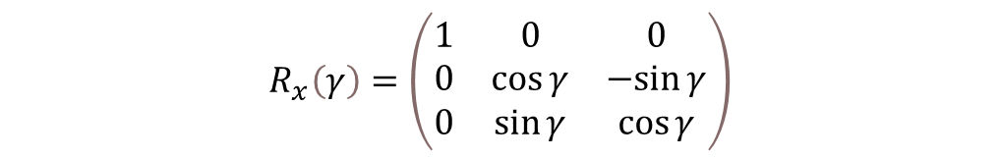 1 0 0
R_x(γ) = 0 cos γ −sin γ
0 sin γ cos γ